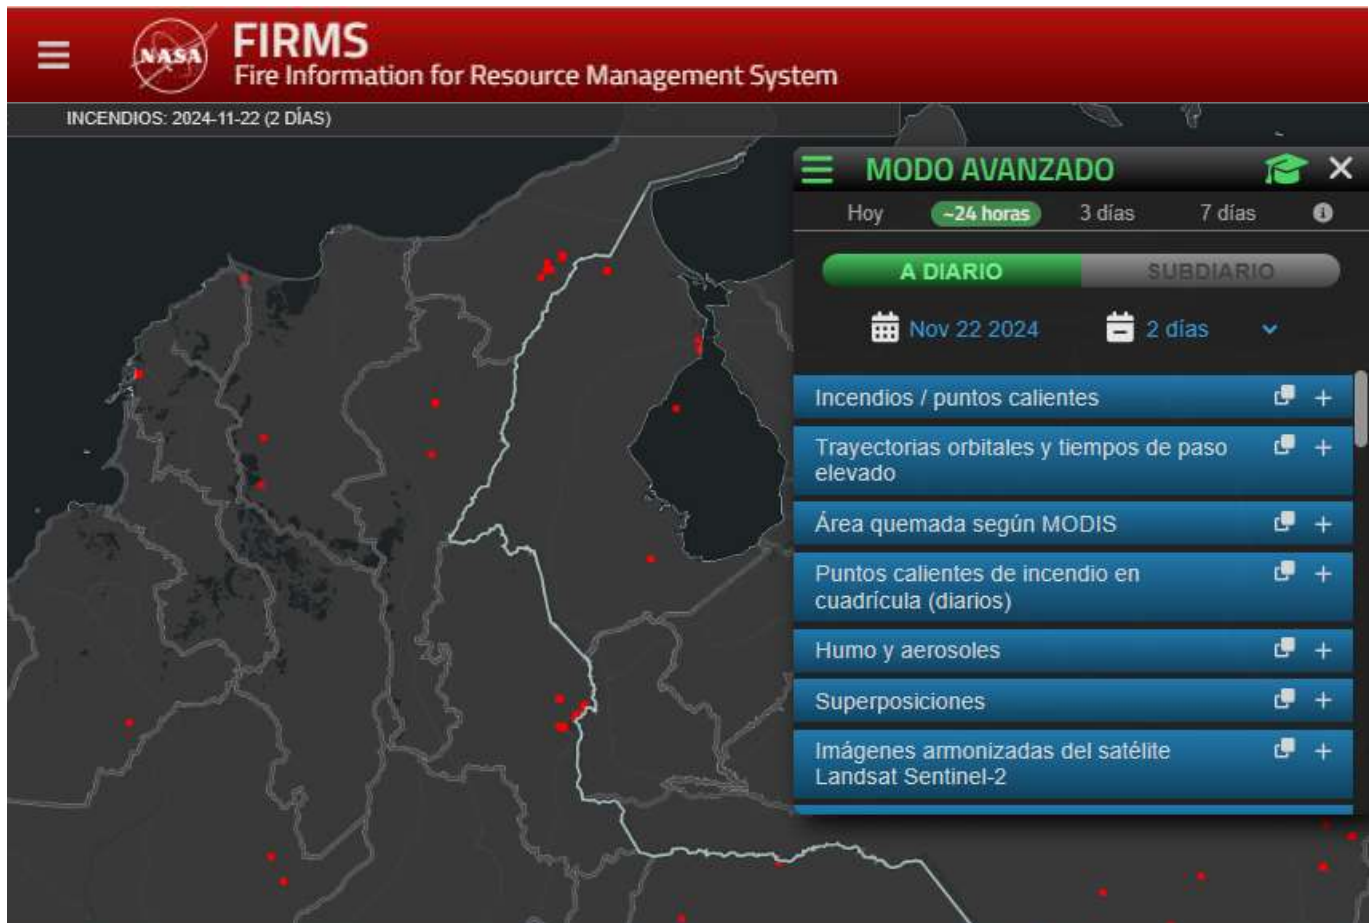 NASA
FIRMS
Fire Information for Resource Management System
INCENDIOS: 2024-11-22 (2 DÍAS)
MODO AVANZADO
Hoy ~24 horas 3 días 7 días
A DIARIO SUBDIARIO
Nov 22 2024 2 días
Incendios / puntos calientes
Trayectorias orbitales y tiempos de paso
elevado
Área quemada según MODIS
Puntos calientes de incendio en
cuadrícula (diarios)
Humo y aerosoles
Superposiciones
Imágenes armonizadas del satélite
Landsat Sentinel-2